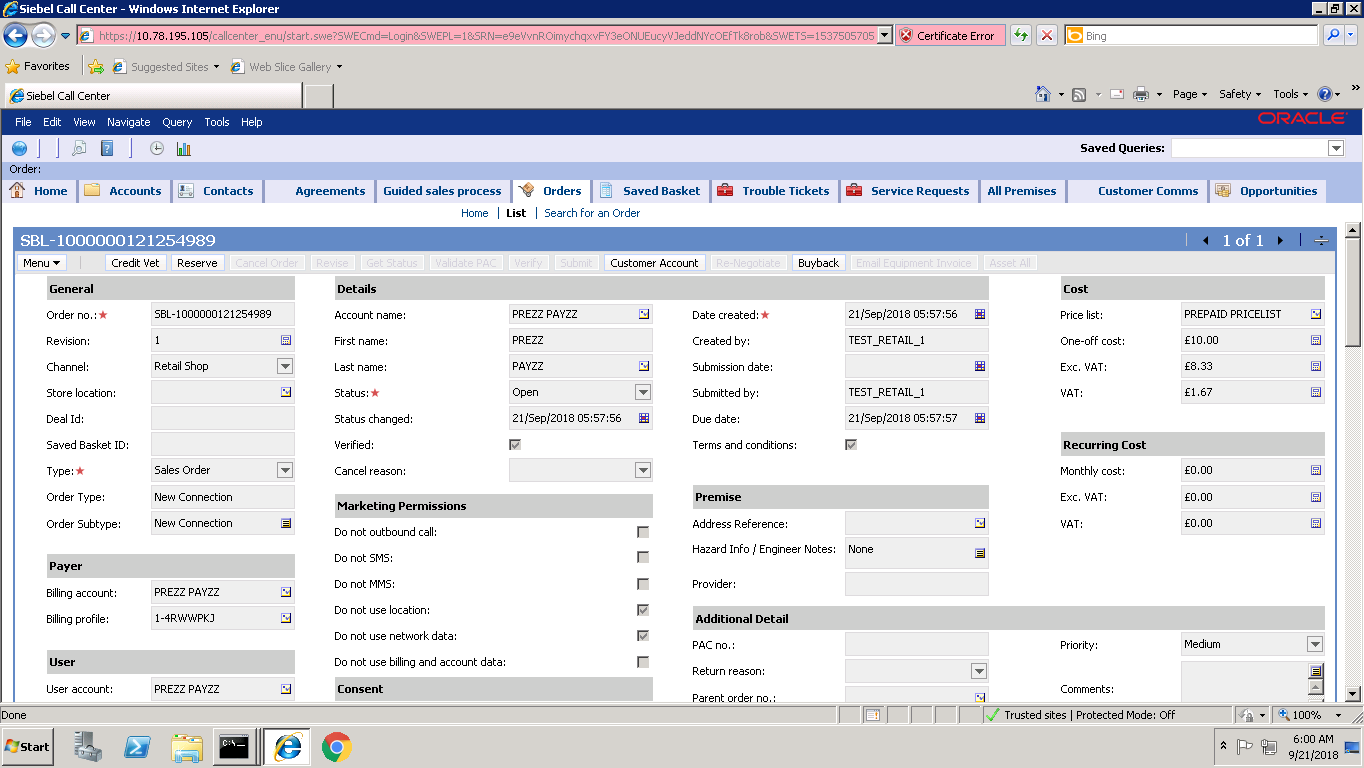 Siebel Call Center - Windows Internet Explorer
https://10.78.195.105/callcenter_enu/start.swe?SWECmd=Login&SWEPL=1&SRN=e9eVvnROimychqxvFY3eONUEucyVJeddNYcOEfTk8rob&SWETS=1537505705
Certificate Error
Bing
Favorites Suggested Sites Web Slice Gallery
Siebel Call Center
Page Safety Tools
File Edit View Navigate Query Tools Help
ORACLE
Saved Queries:
Order:
Home Accounts Contacts Agreements Guided sales process Orders Saved Basket Trouble Tickets Service Requests All Premises Customer Comms Opportunities
Home List Search for an Order
SBL-1000000121254989
1 of 1
Menu Credit Vet Reserve Cancel Order Revise Get Status Validate PAC Verify Submit Customer Account Re-Negotiate Buyback Email Equipment Invoice Asset All
General
Order no.: SBL-1000000121254989
Revision: 1
Channel: Retail Shop
Store location:
Deal Id:
Saved Basket ID:
Type: Sales Order
Order Type: New Connection
Order Subtype: New Connection
Payer
Billing account: PREZZ PAYZZ
Billing profile: 1-4RWWPKJ
User
User account: PREZZ PAYZZ
Details
Account name: PREZZ PAYZZ
First name: PREZZ
Last name: PAYZZ
Status: Open
Status changed: 21/Sep/2018 05:57:56
Verified:
Cancel reason:
Marketing Permissions
Do not outbound call:
Do not SMS:
Do not MMS:
Do not use location:
Do not use network data:
Do not use billing and account data:
Consent
Date created: 21/Sep/2018 05:57:56
Created by: TEST_RETAIL_1
Submission date:
Submitted by: TEST_RETAIL_1
Due date: 21/Sep/2018 05:57:57
Terms and conditions:
Premise
Address Reference:
Hazard Info / Engineer Notes: None
Provider:
Additional Detail
PAC no.:
Return reason:
Parent order no.:
Priority: Medium
Comments:
Cost
Price list: PREPAID PRICELIST
One-off cost: £10.00
Exc. VAT: £8.33
VAT: £1.67
Recurring Cost
Monthly cost: £0.00
Exc. VAT: £0.00
VAT: £0.00
Done
Trusted sites | Protected Mode: Off
100%
Start
C:\.
6:00 AM
9/21/2018